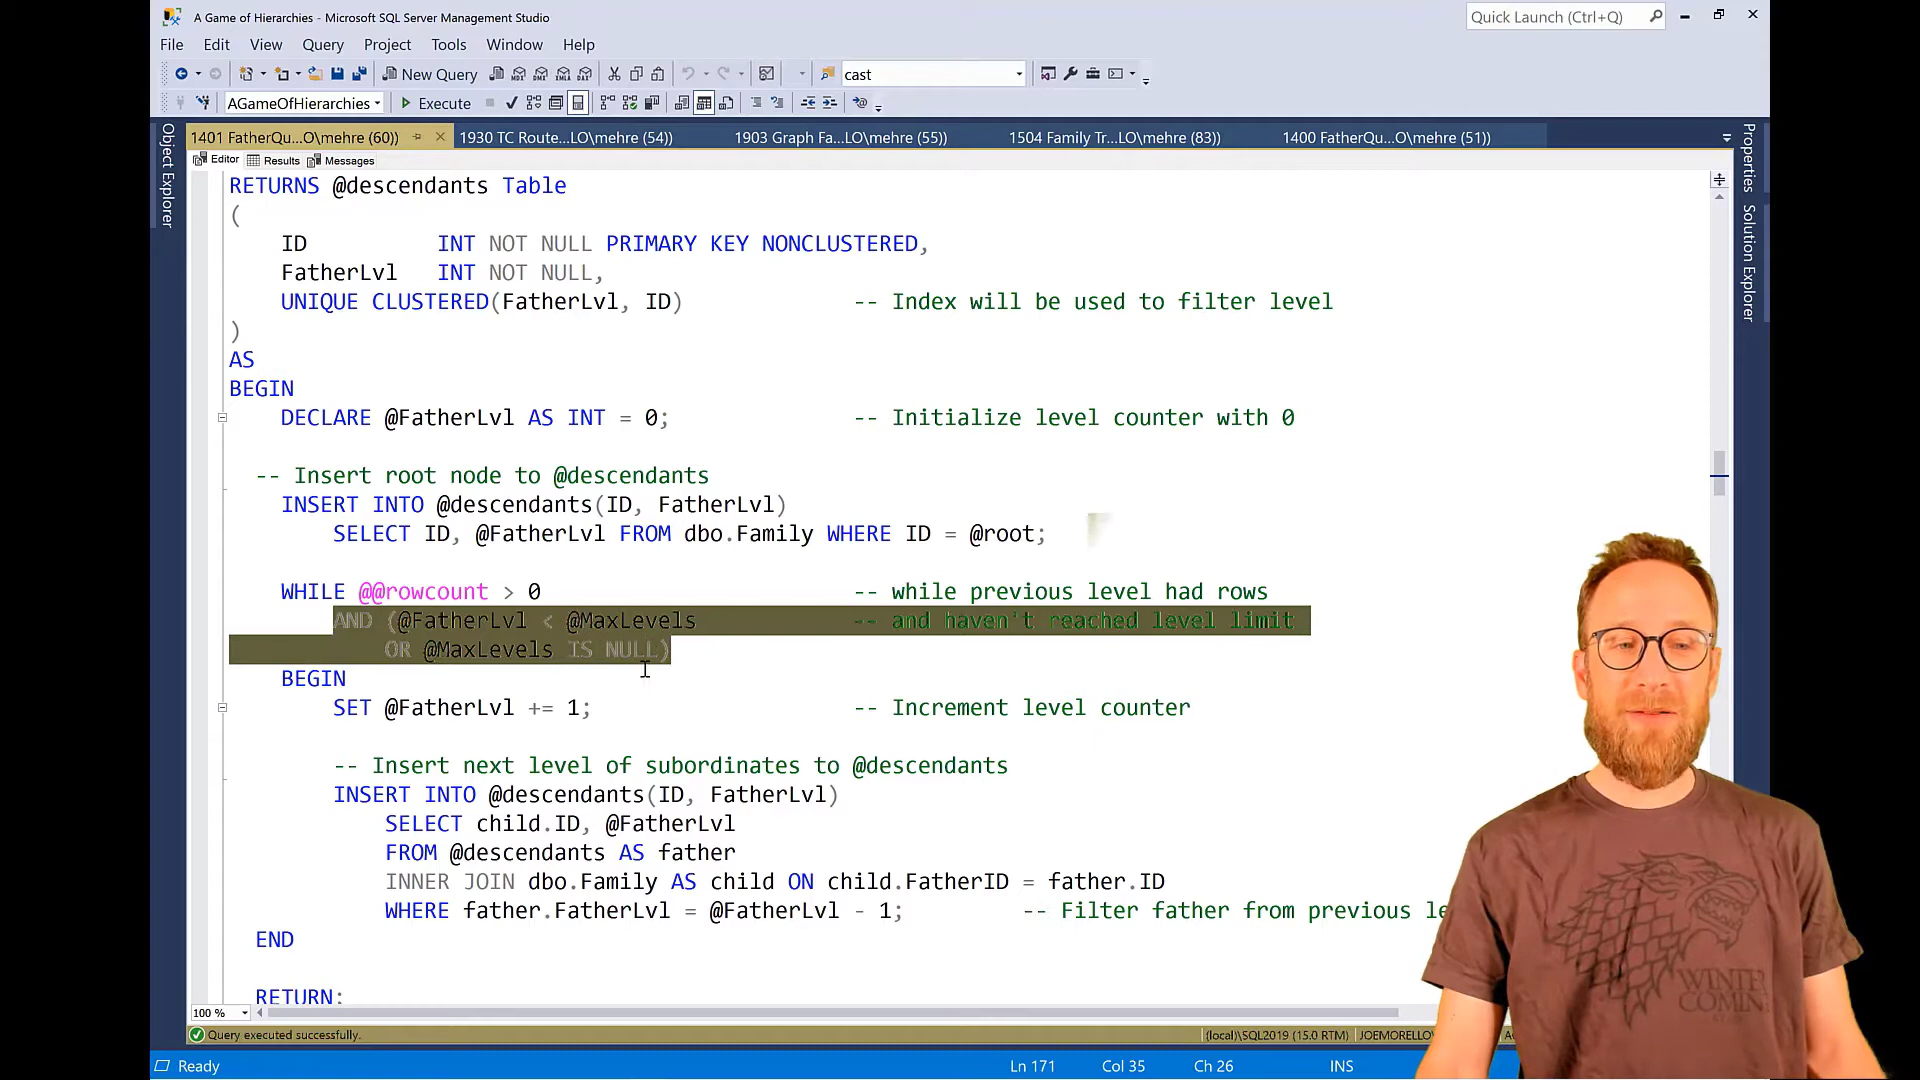 A Game of Hierarchies - Microsoft SQL Server Management Studio
Quick Launch (Ctrl+Q)
File Edit View Query Project Tools Window Help
New Query
cast
AGameOfHierarchies
Execute
1401 FatherQu...O\mehre (60))
1930 TC Route...LO\mehre (54))
1903 Graph Fa...LO\mehre (55))
1504 Family Tr...LO\mehre (83))
1400 FatherQu...O\mehre (51))
Object Explorer
Properties
Solution Explorer
Editor Results Messages
RETURNS @descendants Table
(
ID INT NOT NULL PRIMARY KEY NONCLUSTERED,
FatherLvl INT NOT NULL,
UNIQUE CLUSTERED(FatherLvl, ID) -- Index will be used to filter level
)
AS
BEGIN
DECLARE @FatherLvl AS INT = 0; -- Initialize level counter with 0
-- Insert root node to @descendants
INSERT INTO @descendants(ID, FatherLvl)
SELECT ID, @FatherLvl FROM dbo.Family WHERE ID = @root;
WHILE @@rowcount > 0 -- while previous level had rows
AND (@FatherLvl < @MaxLevels -- and haven't reached level limit
OR @MaxLevels IS NULL)
BEGIN
SET @FatherLvl += 1; -- Increment level counter
-- Insert next level of subordinates to @descendants
INSERT INTO @descendants(ID, FatherLvl)
SELECT child.ID, @FatherLvl
FROM @descendants AS father
INNER JOIN dbo.Family AS child ON child.FatherID = father.ID
WHERE father.FatherLvl = @FatherLvl - 1; -- Filter father from previous le
END
RETURN;
100 %
Query executed successfully.
(local)\SQL2019 (15.0 RTM)
JOEMORELLO
Ready
Ln 171
Col 35
Ch 26
INS
WINTER
COMIN